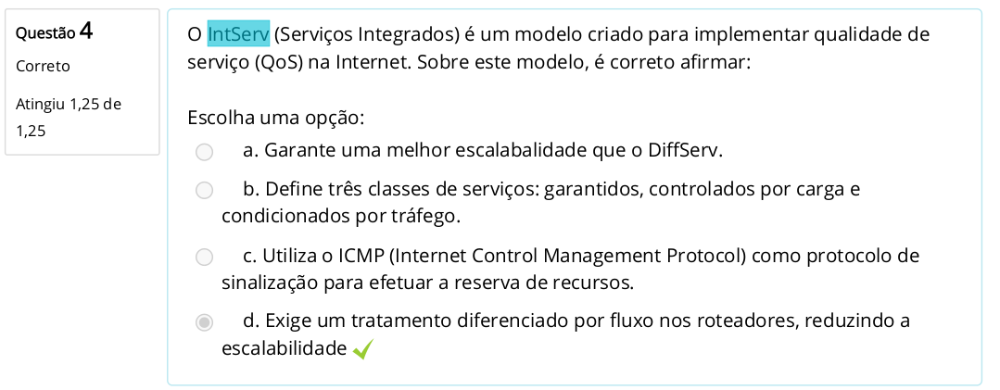 Questão 4
Correto
Atingiu 1,25 de
1,25
O IntServ (Serviços Integrados) é um modelo criado para implementar qualidade de
serviço (QoS) na Internet. Sobre este modelo, é correto afirmar:
Escolha uma opção:
a. Garante uma melhor escalabalidade que o DiffServ.
b. Define três classes de serviços: garantidos, controlados por carga e
condicionados por tráfego.
c. Utiliza o ICMP (Internet Control Management Protocol) como protocolo de
sinalização para efetuar a reserva de recursos.
d. Exige um tratamento diferenciado por fluxo nos roteadores, reduzindo a
escalabilidade